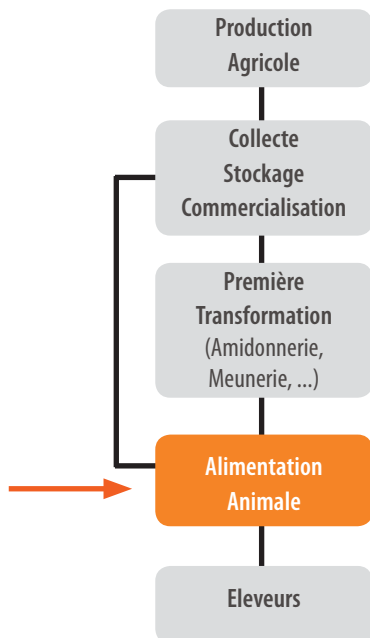 Production
Agricole
Collecte
Stockage
Commercialisation
Première
Transformation
(Amidonnerie,
Meunerie, ...)
Alimentation
Animale
Eleveurs